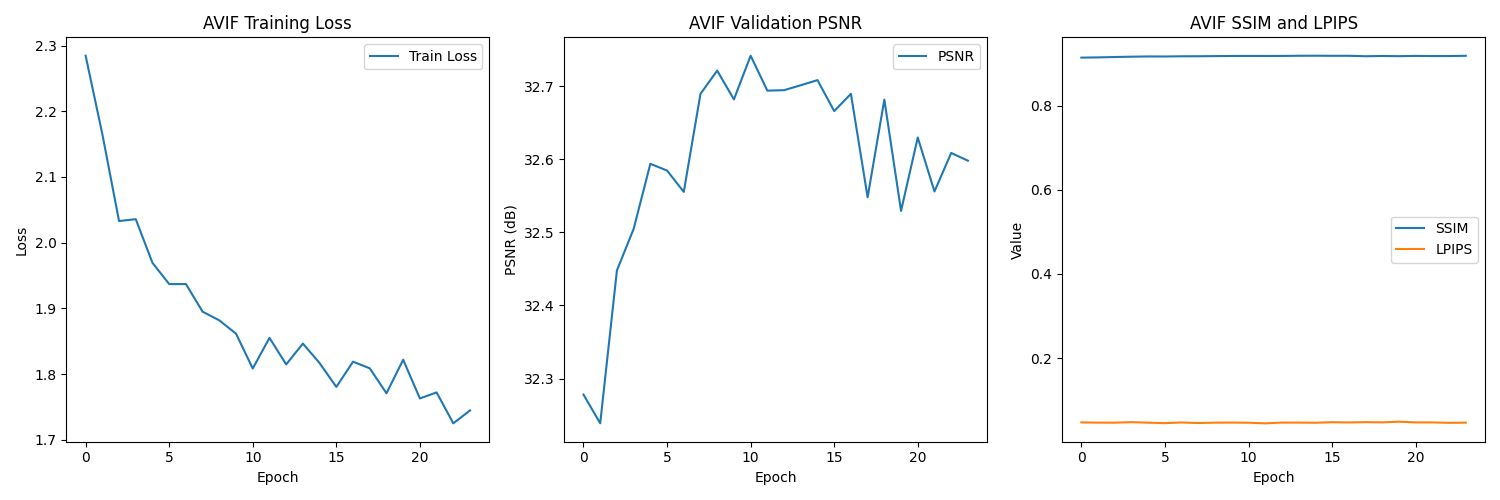 AVIF Training Loss
Train Loss
2.3
2.2
2.1
2.0
1.9
1.8
1.7
Loss
0 5 10 15 20
Epoch
AVIF Validation PSNR
PSNR
32.7
32.6
32.5
32.4
32.3
PSNR (dB)
0 5 10 15 20
Epoch
AVIF SSIM and LPIPS
0.8
0.6
0.4
0.2
Value
SSIM
LPIPS
0 5 10 15 20
Epoch